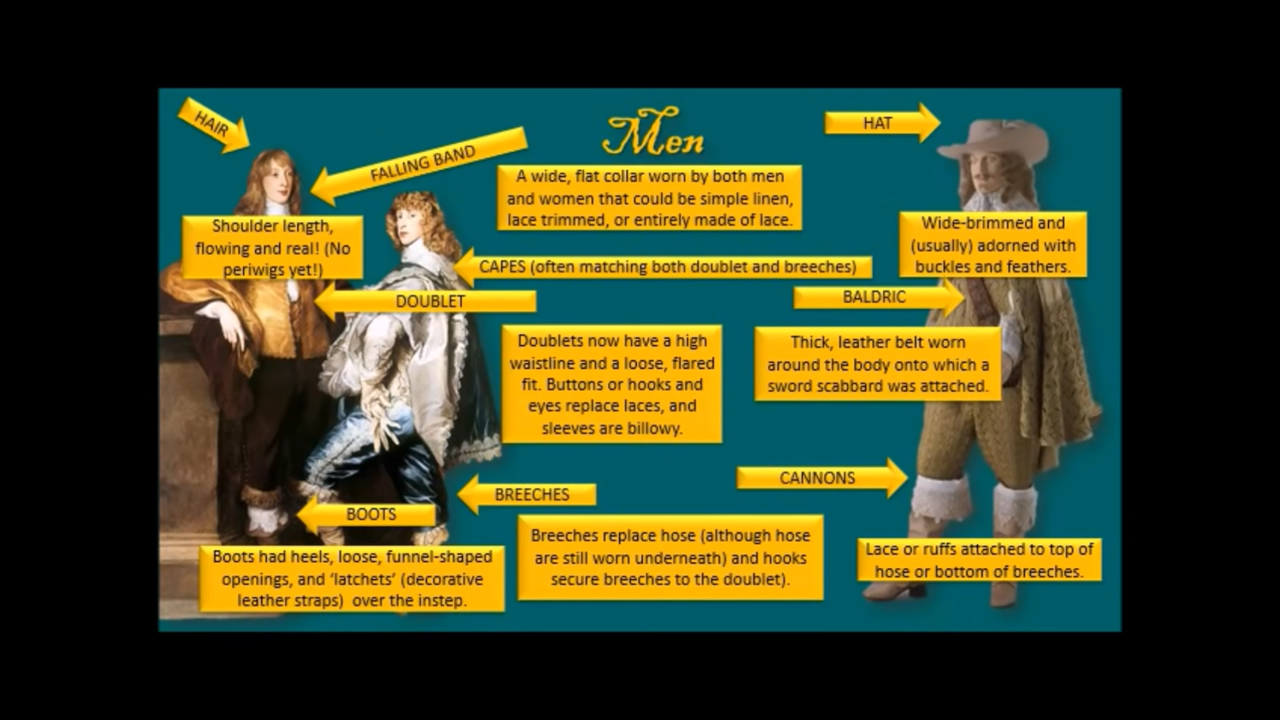 Men
HAIR
FALLING BAND
A wide, flat collar worn by both men
and women that could be simple linen,
lace trimmed, or entirely made of lace.
HAT
Shoulder length,
flowing and real! (No
periwigs yet!)
Wide-brimmed and
(usually) adorned with
buckles and feathers.
CAPES (often matching both doublet and breeches)
DOUBLET
BALDRIC
Doublets now have a high
waistline and a loose, flared
fit. Buttons or hooks and
eyes replace laces, and
sleeves are billowy.
Thick, leather belt worn
around the body onto which a
sword scabbard was attached.
CANNONS
BREECHES
BOOTS
Breeches replace hose (although hose
are still worn underneath) and hooks
secure breeches to the doublet).
Boots had heels, loose, funnel-shaped
openings, and ‘latchets’ (decorative
leather straps) over the instep.
Lace or ruffs attached to top of
hose or bottom of breeches.